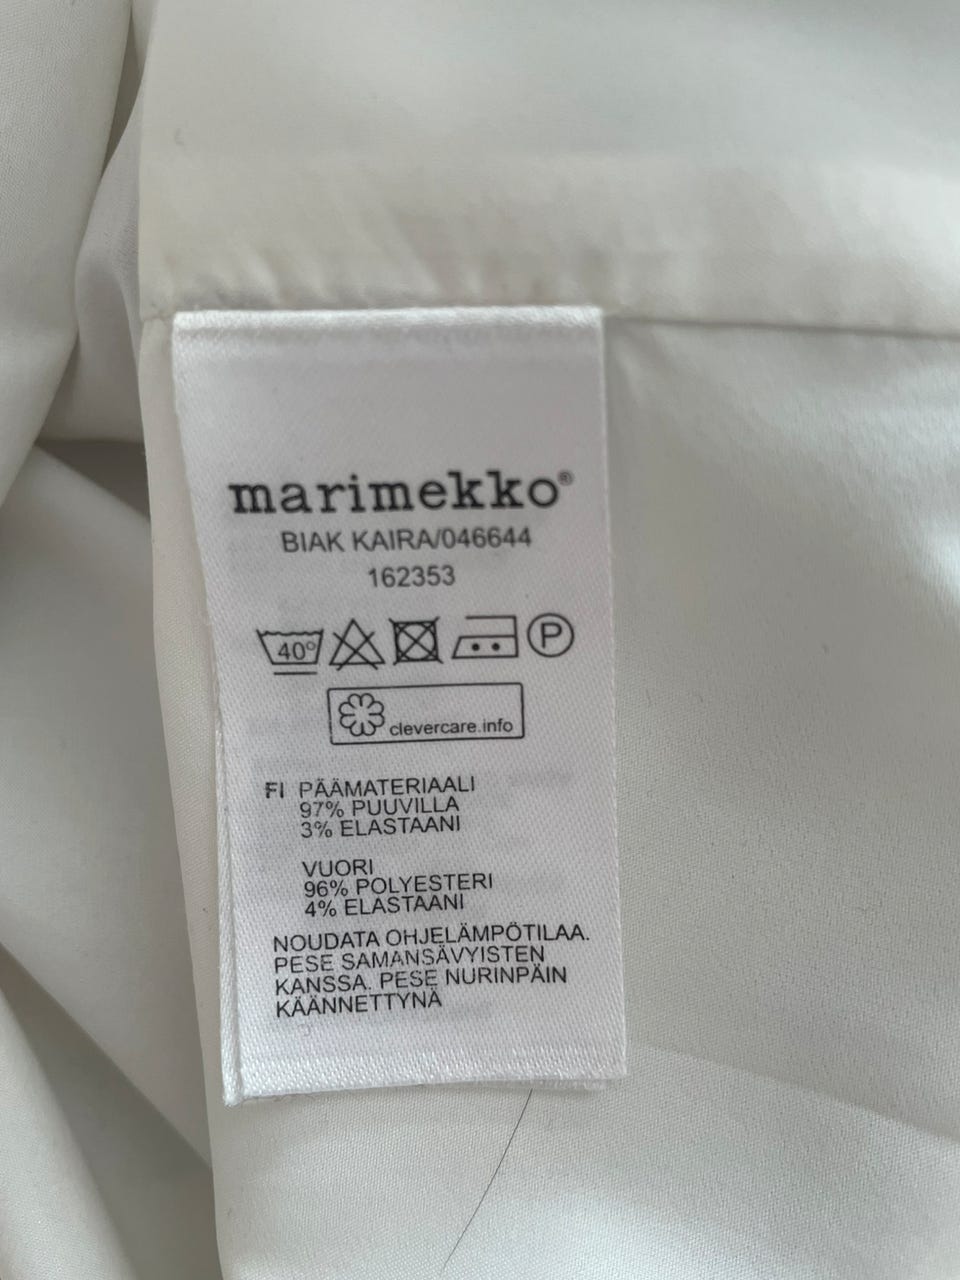 marimekko®
BIAK KAIRA/046644
162353
40°
P
clevercare.info
FI PÄÄMATERIAALI
97% PUUVILLA
3% ELASTAANI
VUORI
96% POLYESTERI
4% ELASTAANI
NOUDATA OHJELÄMPÖTILAA.
PESE SAMANSÄVYISTEN
KANSSA. PESE NURINPÄIN
KÄÄNNETTYNÄ